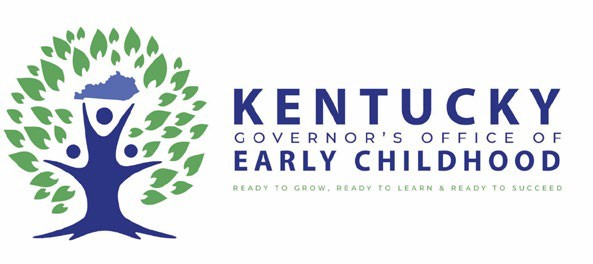 KENTUCKY
GOVERNOR'S OFFICE OF
EARLY CHILDHOOD
READY TO GROW, READY TO LEARN & READY TO SUCCEED